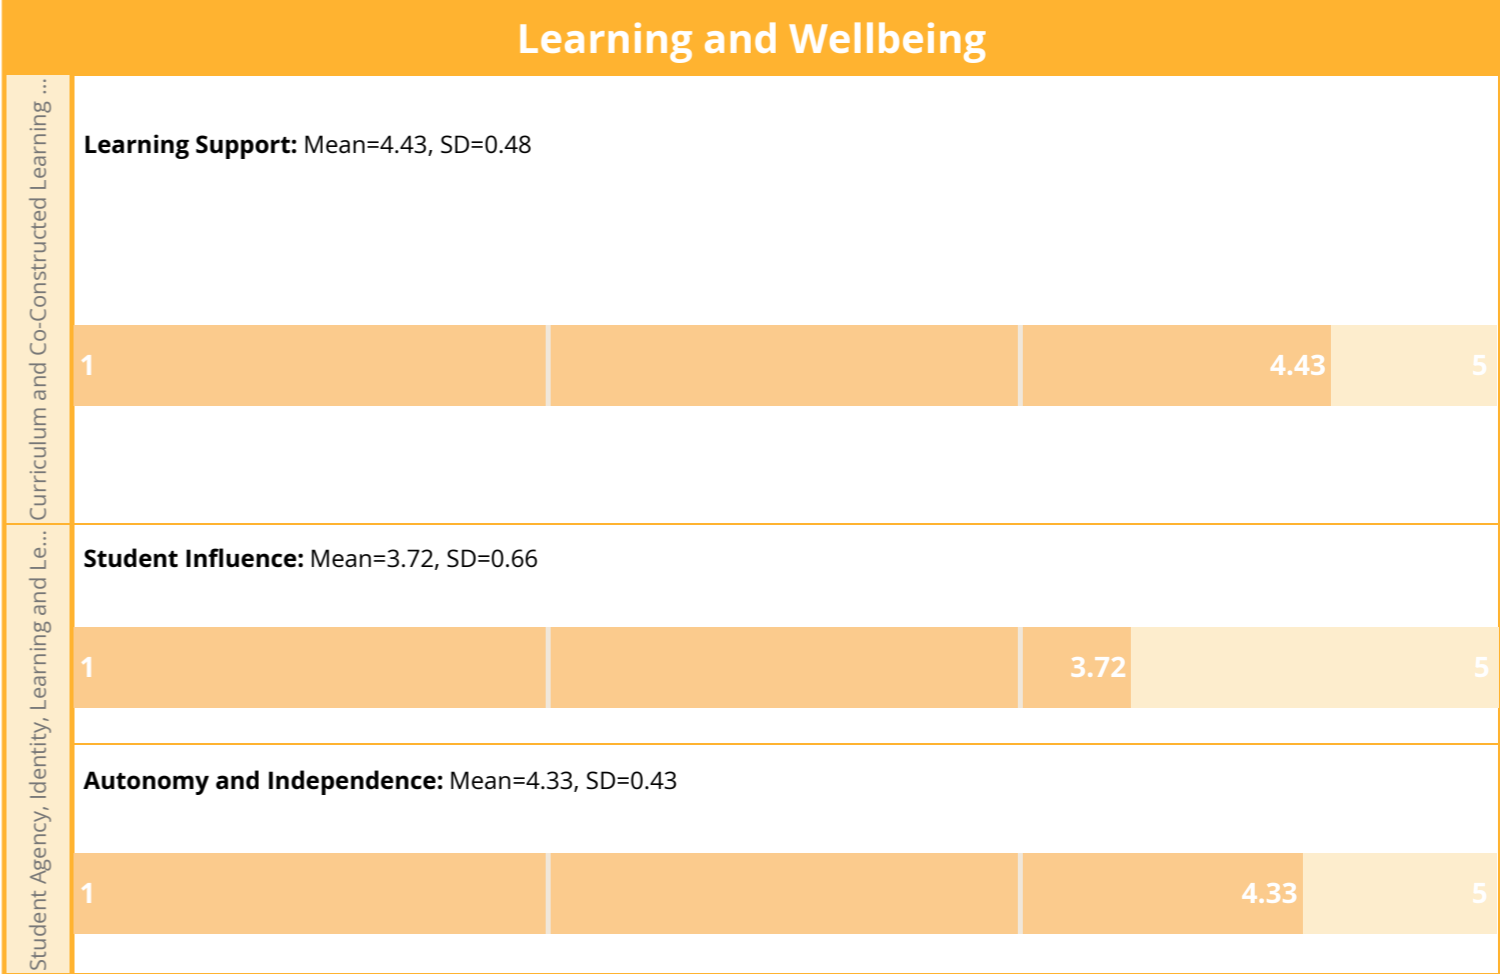 Learning and Wellbeing
Curriculum and Co-Constructed Learning ...
Learning Support: Mean=4.43, SD=0.48
1 4.43 5
Student Agency, Identity, Learning and Le...
Student Influence: Mean=3.72, SD=0.66
1 3.72 5
Autonomy and Independence: Mean=4.33, SD=0.43
1 4.33 5